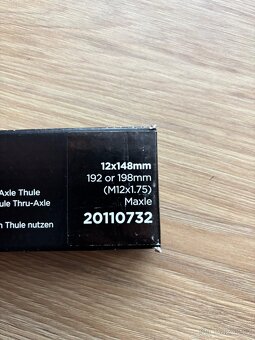 12x148mm
192 or 198mm
(M12x1.75)
Maxle
20110732
-Axle Thule
ule Thru-Axle
n Thule nutzen